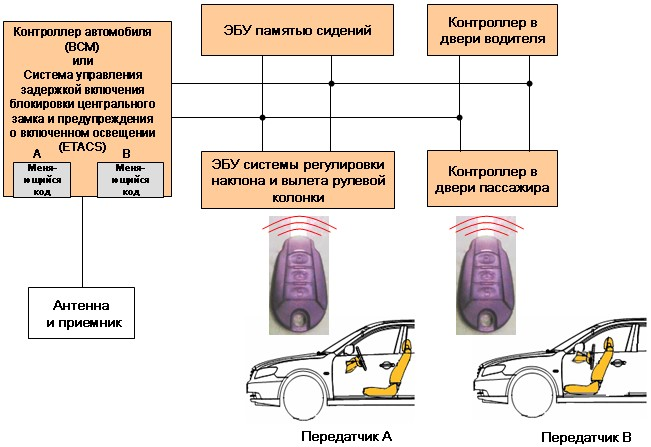 Контроллер автомобиля
(BCM)
или
Система управления
задержкой включения
блокировки центрального
замка и предупреждения
о включенном освещении
(ETACS)
A B
Меня-
ющийся
код
Меня-
ющийся
код
Антенна
и приемник
ЭБУ памятью сидений
Контроллер в
двери водителя
ЭБУ системы регулировки
наклона и вылета рулевой
колонки
Контроллер в
двери пассажира
Передатчик А
Передатчик В